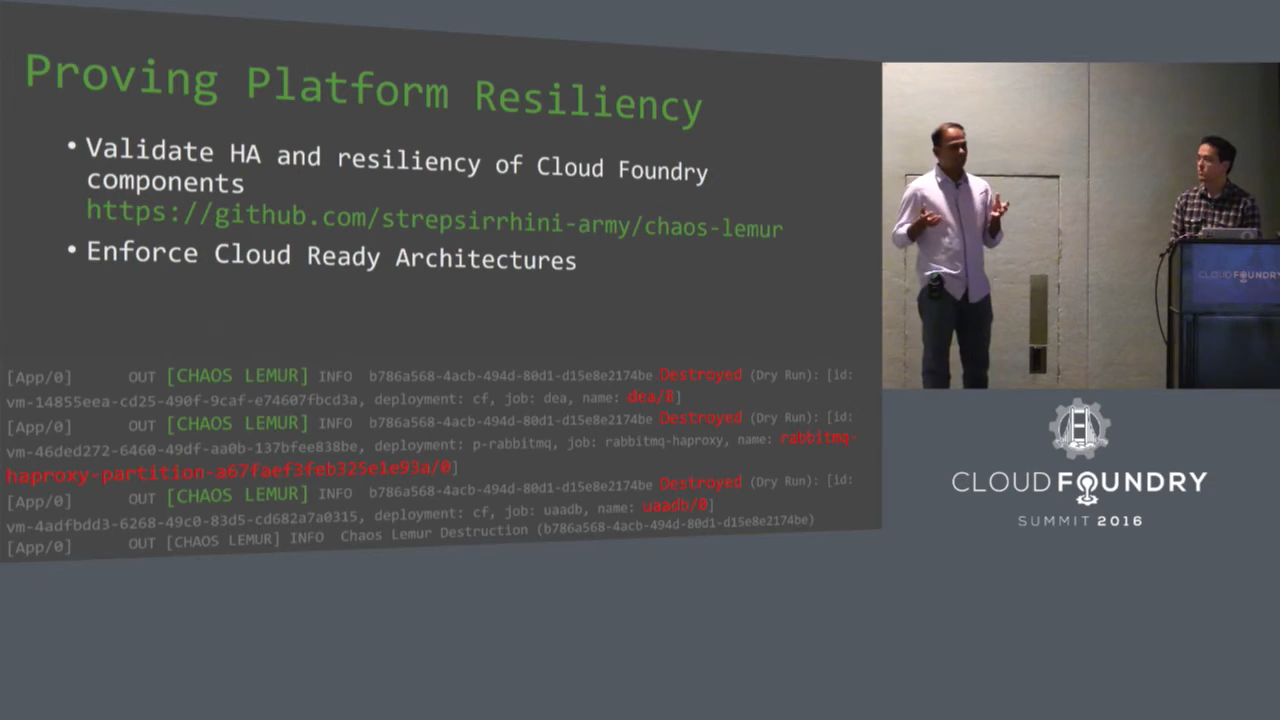 Proving Platform Resiliency
• Validate HA and resiliency of Cloud Foundry
components
https://github.com/strepsirrhini-army/chaos-lemur
• Enforce Cloud Ready Architectures
[App/0] OUT [CHAOS LEMUR] INFO b786a568-4acb-494d-80d1-d15e8e2174be Destroyed (Dry Run): [id:
vm-14855eea-cd25-490f-9caf-e74607fbcd3a, deployment: cf, job: dea, name: dea/8]
[App/0] OUT [CHAOS LEMUR] INFO b786a568-4acb-494d-80d1-d15e8e2174be Destroyed (Dry Run): [id:
vm-46ded272-6460-49df-aa0b-137bfee838be, deployment: p-rabbitmq, job: rabbitmq-haproxy, name: rabbitmq-
haproxy-partition-a67faef3feb325e1e93a/0]
[App/0] OUT [CHAOS LEMUR] INFO b786a568-4acb-494d-80d1-d15e8e2174be Destroyed (Dry Run): [id:
vm-4adfbdd3-6268-49c0-83d5-cd682a7a0315, deployment: cf, job: uaadb, name: uaadb/0]
[App/0] OUT [CHAOS LEMUR] INFO Chaos Lemur Destruction (b786a568-4acb-494d-80d1-d15e8e2174be)
CLOUD FOUNDRY
CLOUD FOUNDRY
SUMMIT 2016